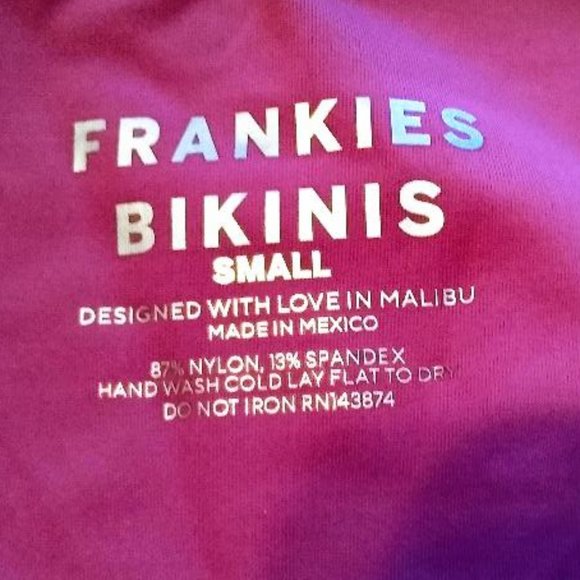 FRANKIES
BIKINIS
SMALL
DESIGNED WITH LOVE IN MALIBU
MADE IN MEXICO
87% NYLON, 13% SPANDEX
HAND WASH COLD LAY FLAT TO DRY
DO NOT IRON RN143874